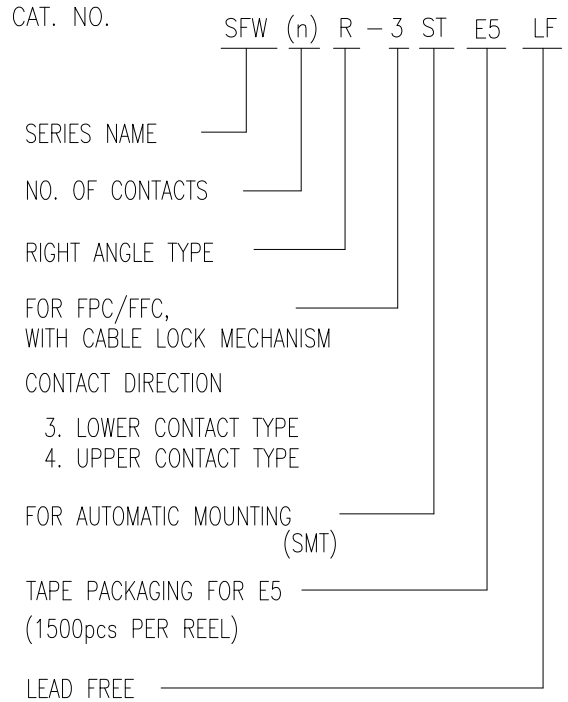 CAT. NO.
SFW (n) R - 3 ST E5 LF
SERIES NAME
NO. OF CONTACTS
RIGHT ANGLE TYPE
FOR FPC/FFC,
WITH CABLE LOCK MECHANISM
CONTACT DIRECTION
3. LOWER CONTACT TYPE
4. UPPER CONTACT TYPE
FOR AUTOMATIC MOUNTING
(SMT)
TAPE PACKAGING FOR E5
(1500pcs PER REEL)
LEAD FREE